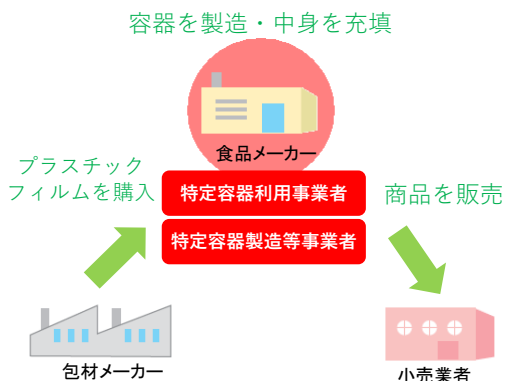 容器を製造・中身を充填
食品メーカー
プラスチック
フィルムを購入
特定容器利用事業者
商品を販売
特定容器製造等事業者
包材メーカー
小売業者